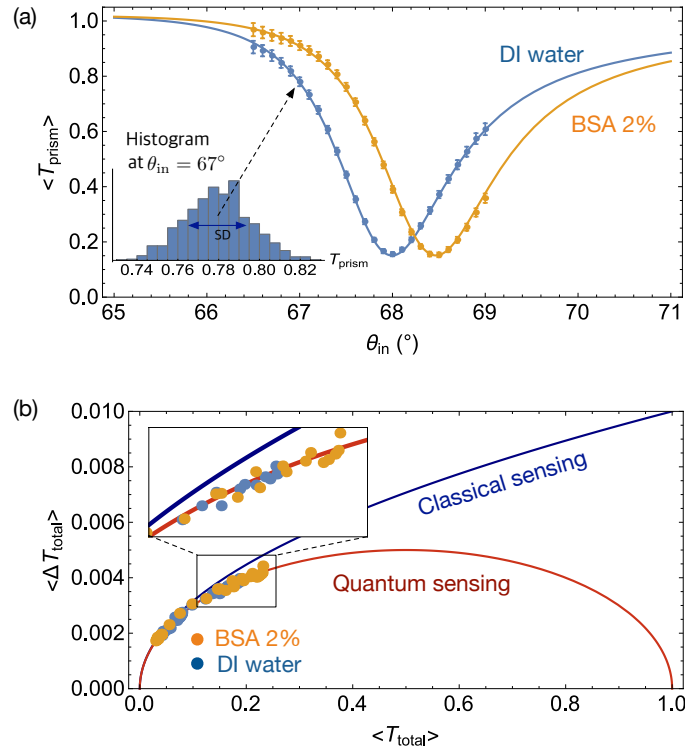 (a)
1.0
0.8
0.6
0.4
0.2
0.0
<T_prism>
DI water
BSA 2%
Histogram
at θ_in = 67°
SD
0.74 0.76 0.78 0.80 0.82 T_prism
65 66 67 68 69 70 71
θ_in (°)
(b)
0.010
0.008
0.006
0.004
0.002
0.000
<ΔT_total>
Classical sensing
Quantum sensing
BSA 2%
DI water
0.0 0.2 0.4 0.6 0.8 1.0
<T_total>